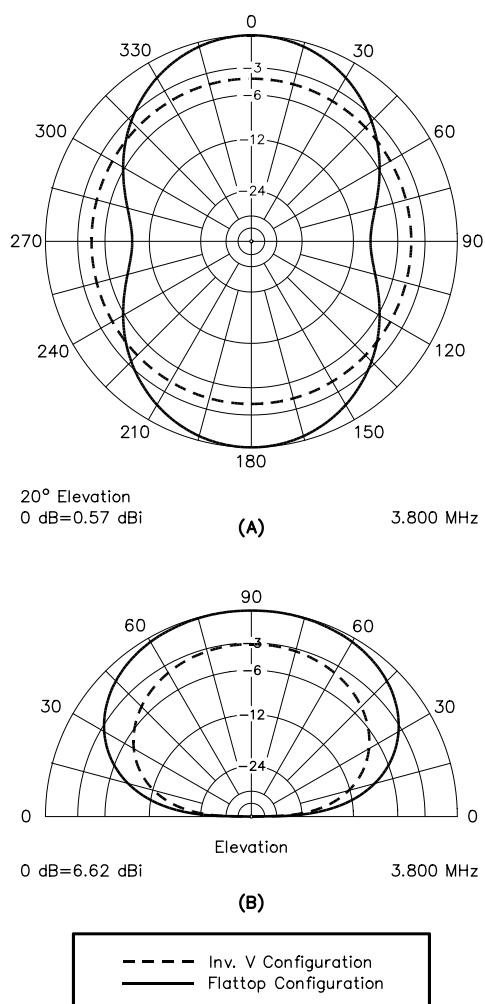 0
330 30
-3
-6
300 60
-12
-24
270 90
240 120
210 150
180
20° Elevation
0 dB=0.57 dBi (A) 3.800 MHz
90
60 60
-3
-6
30 30
-12
-24
0 0
Elevation
0 dB=6.62 dBi 3.800 MHz
(B)
Inv. V Configuration
Flattop Configuration